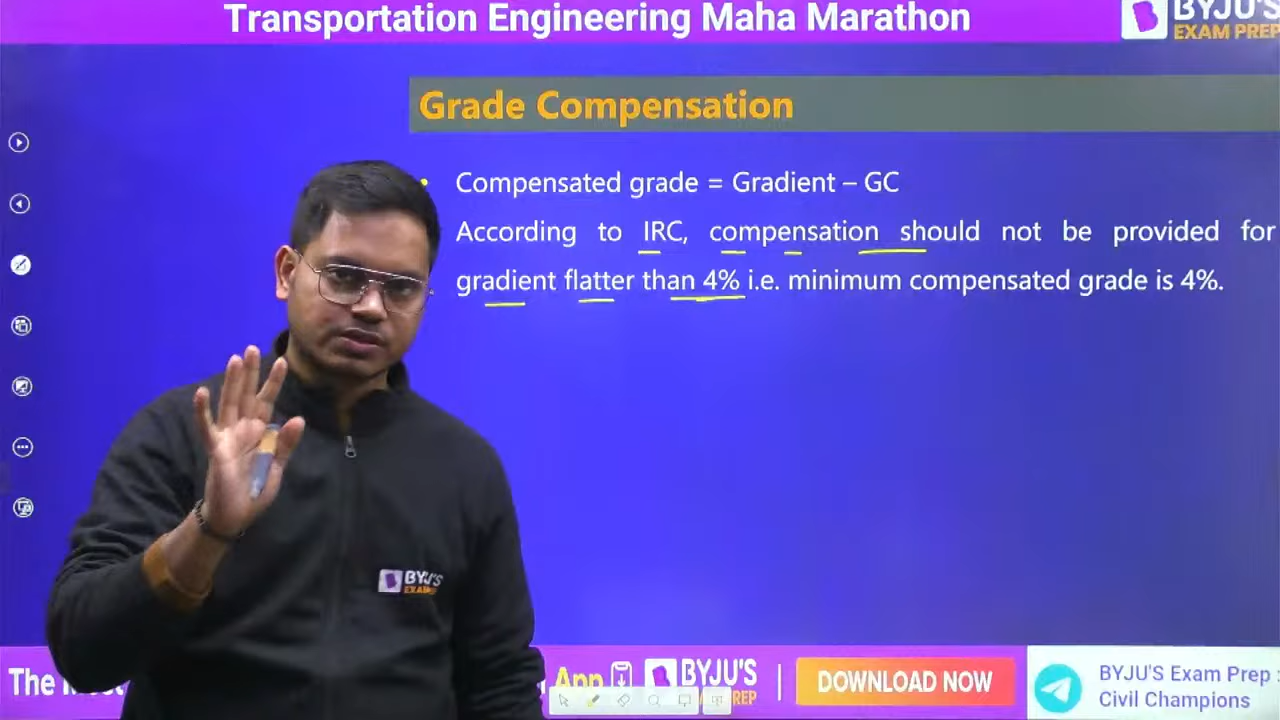 Transportation Engineering Maha Marathon
BYJU'S
EXAM PREP
Grade Compensation
Compensated grade = Gradient – GC
According to IRC, compensation should not be provided for
gradient flatter than 4% i.e. minimum compensated grade is 4%.
BYJU'S
EXAM
The
App
BYJU'S
PREP
DOWNLOAD NOW
BYJU'S Exam Prep :
Civil Champions